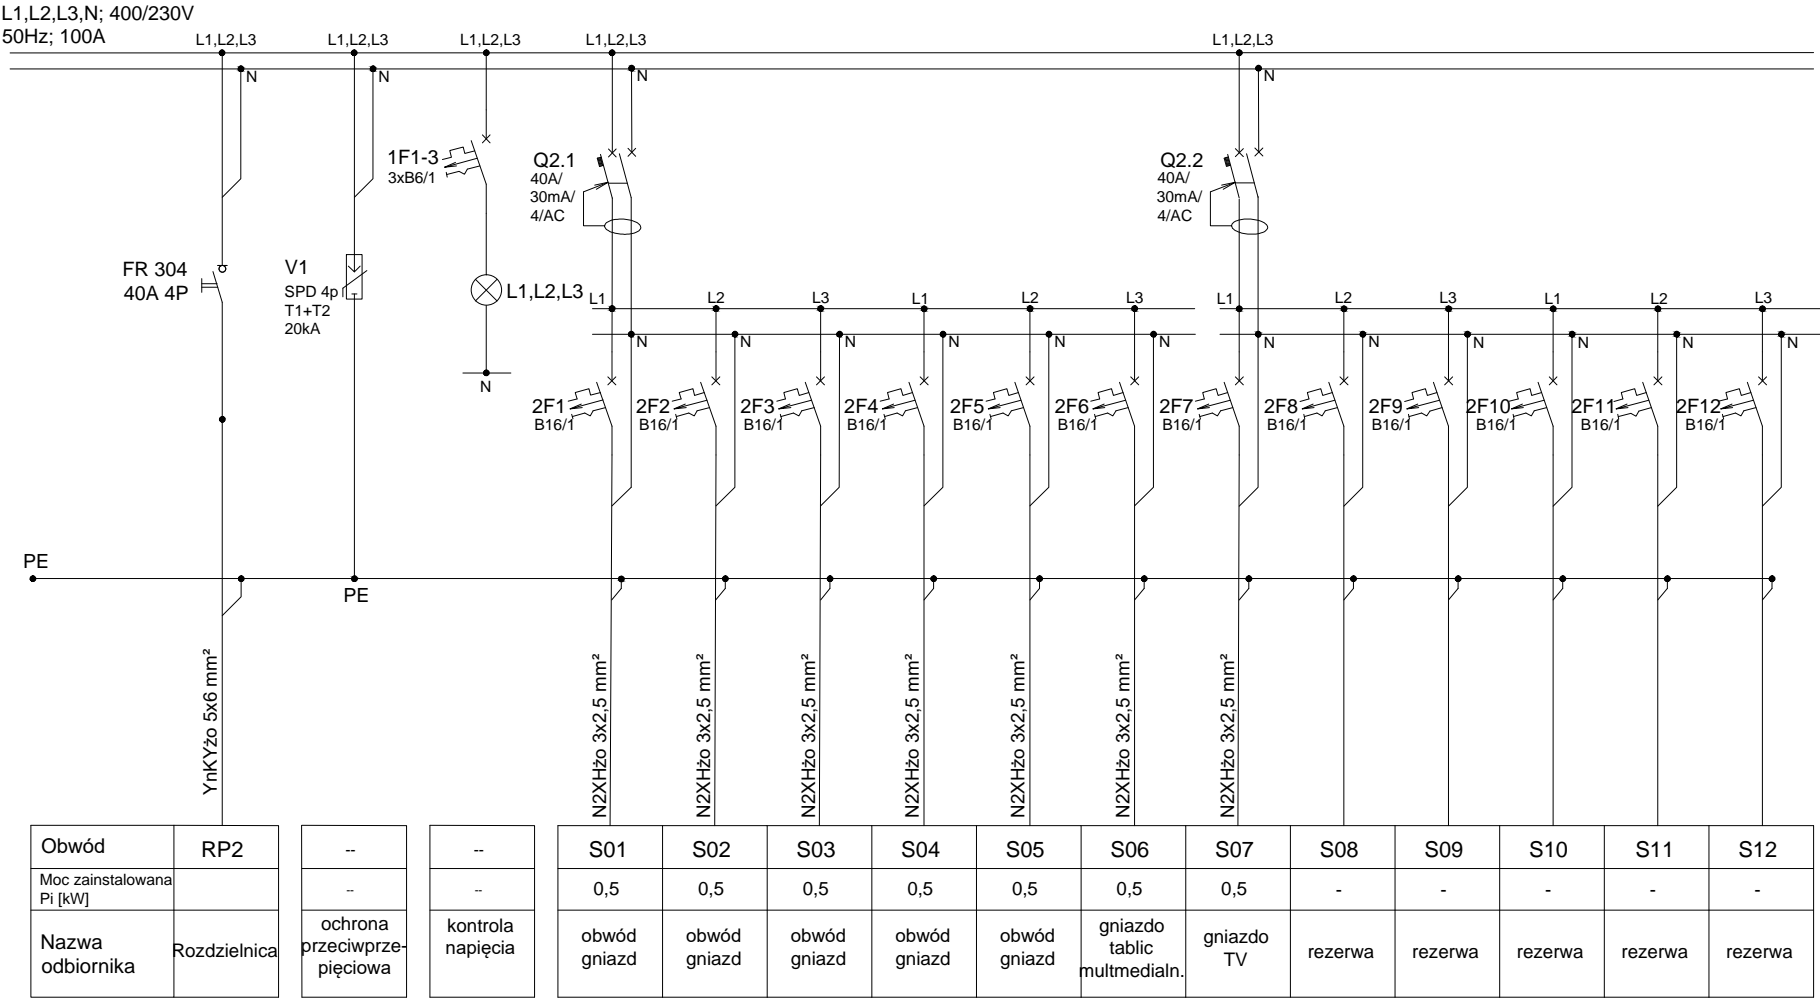 L1,L2,L3,N; 400/230V
50Hz; 100A
L1,L2,L3
L1,L2,L3
L1,L2,L3
L1,L2,L3
L1,L2,L3
N
N
N
N
1F1-3
3xB6/1
Q2.1
40A/
30mA/
4/AC
Q2.2
40A/
30mA/
4/AC
FR 304
40A 4P
V1
SPD 4p
T1+T2
20kA
L1,L2,L3
N
L1
L2
L3
L1
L2
L3
L1
L2
L3
L1
L2
L3
N
N
N
N
N
N
N
N
N
N
N
2F1
B16/1
2F2
B16/1
2F3
B16/1
2F4
B16/1
2F5
B16/1
2F6
B16/1
2F7
B16/1
2F8
B16/1
2F9
B16/1
2F10
B16/1
2F11
B16/1
2F12
B16/1
PE
PE
YnKYżo 5x6 mm²
N2XHżo 3x2,5 mm²
N2XHżo 3x2,5 mm²
N2XHżo 3x2,5 mm²
N2XHżo 3x2,5 mm²
N2XHżo 3x2,5 mm²
N2XHżo 3x2,5 mm²
N2XHżo 3x2,5 mm²
Obwód RP2 -- -- S01 S02 S03 S04 S05 S06 S07 S08 S09 S10 S11 S12
Moc zainstalowana
Pi [kW] -- -- 0,5 0,5 0,5 0,5 0,5 0,5 0,5 - - - - -
Nazwa
odbiornika
Rozdzielnica
ochrona
przeciwprze-
pięciowa
kontrola
napięcia
obwód
gniazd
obwód
gniazd
obwód
gniazd
obwód
gniazd
obwód
gniazd
gniazdo
tablic
multmedialn.
gniazdo
TV
rezerwa
rezerwa
rezerwa
rezerwa
rezerwa